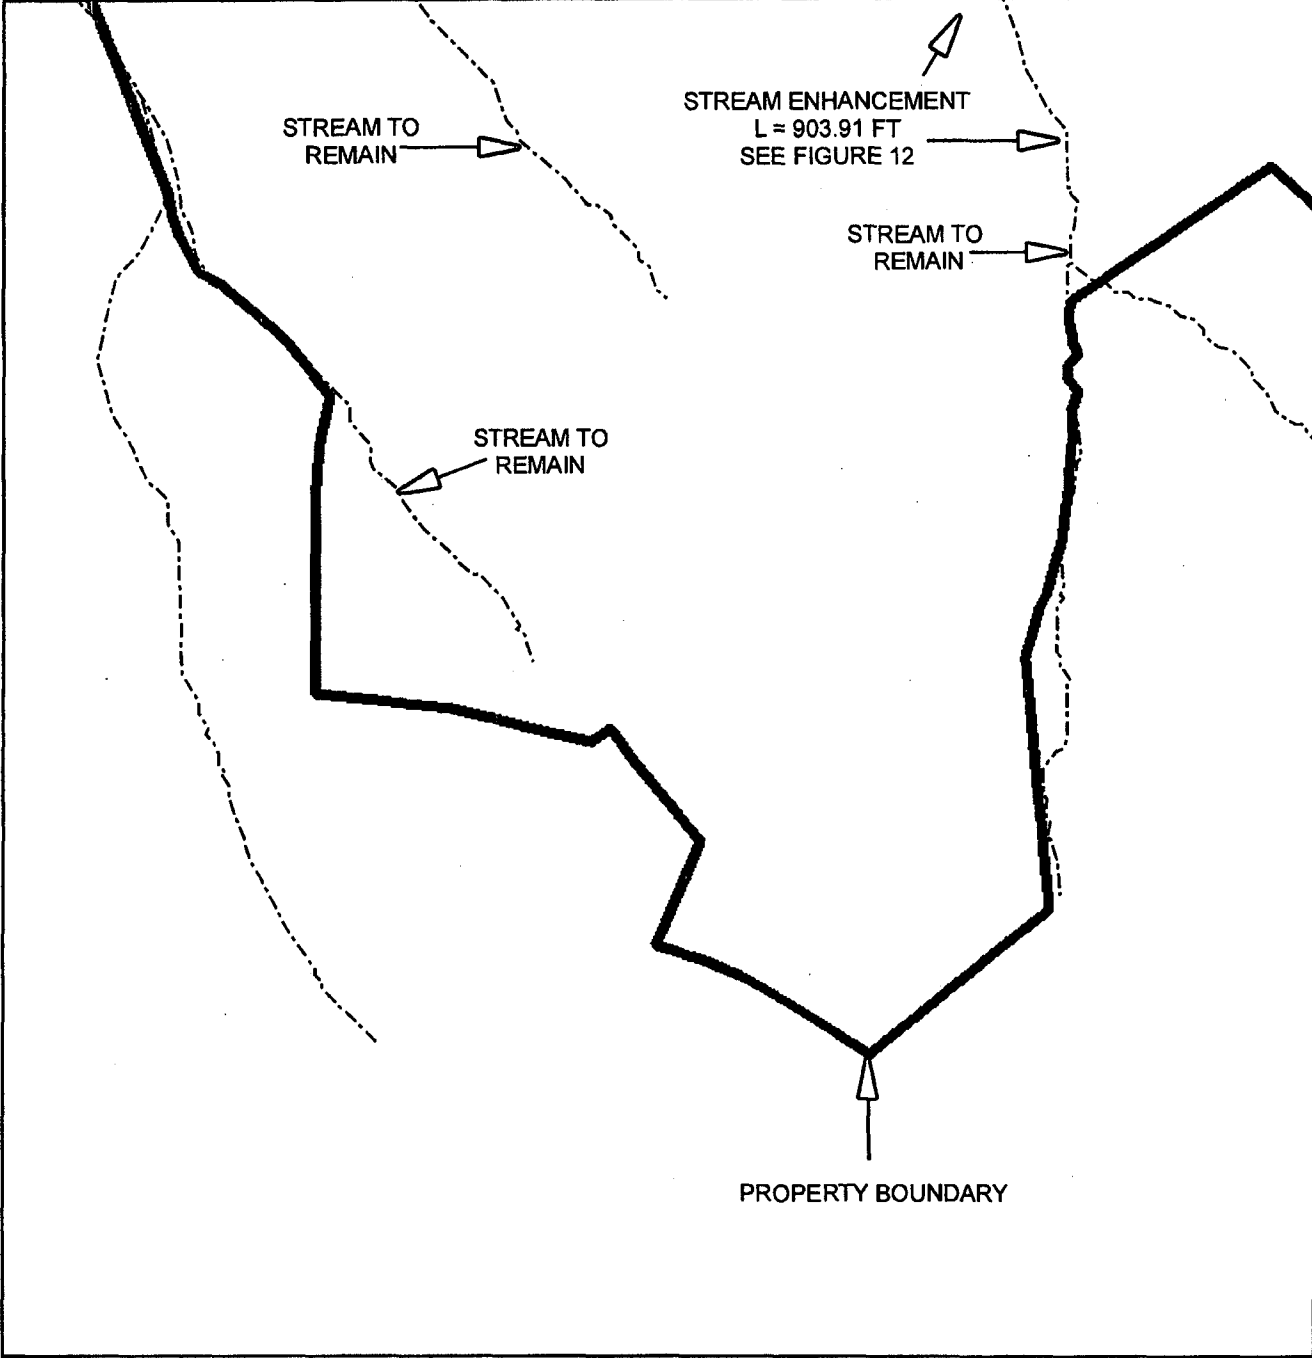 STREAM ENHANCEMENT
L = 903.91 FT
SEE FIGURE 12
STREAM TO
REMAIN
STREAM TO
REMAIN
STREAM TO
REMAIN
PROPERTY BOUNDARY